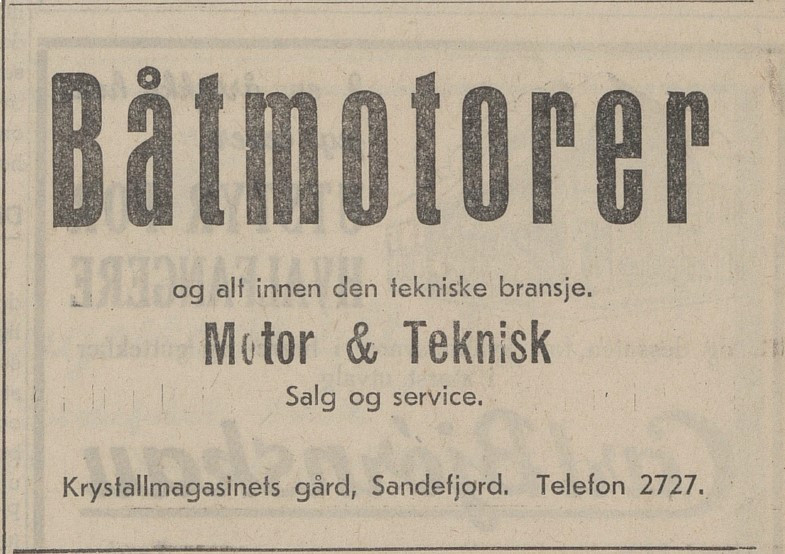 Båtmotorer
og alt innen den tekniske bransje.
Motor & Teknisk
Salg og service.
Krystallmagasinets gård, Sandefjord. Telefon 2727.